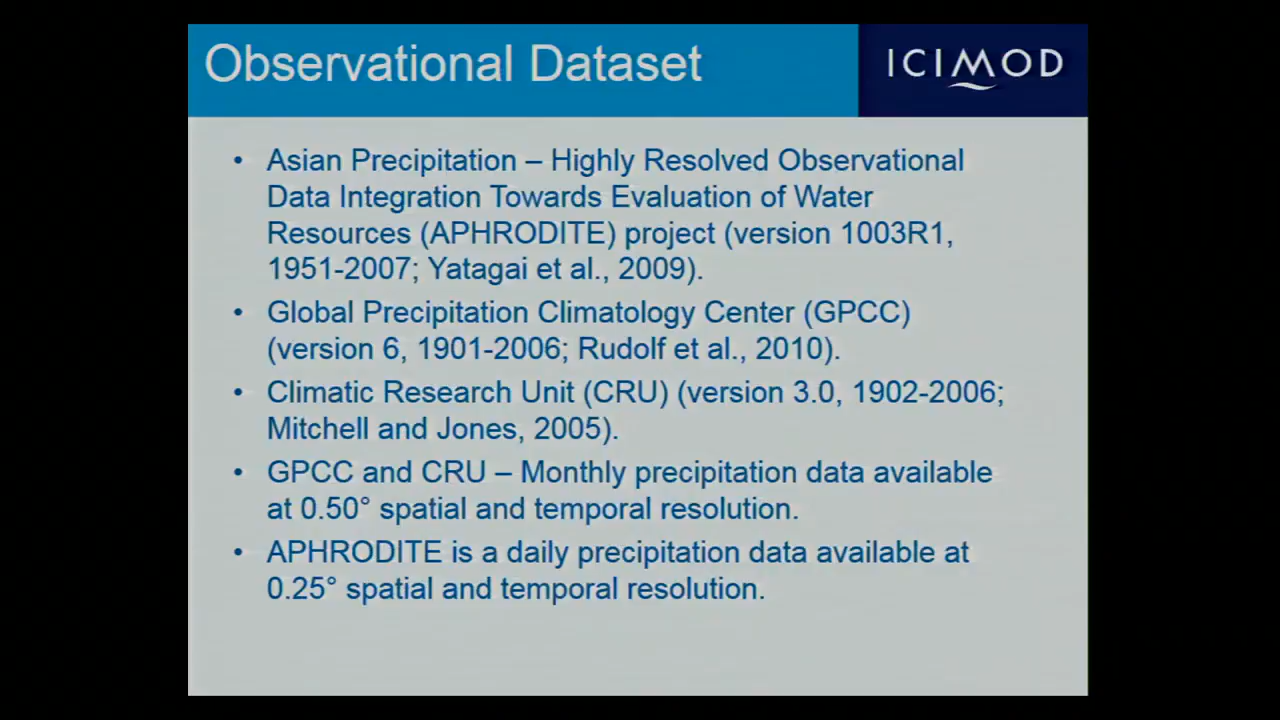 Observational Dataset
ICIMOD
• Asian Precipitation – Highly Resolved Observational
Data Integration Towards Evaluation of Water
Resources (APHRODITE) project (version 1003R1,
1951-2007; Yatagai et al., 2009).
• Global Precipitation Climatology Center (GPCC)
(version 6, 1901-2006; Rudolf et al., 2010).
• Climatic Research Unit (CRU) (version 3.0, 1902-2006;
Mitchell and Jones, 2005).
• GPCC and CRU – Monthly precipitation data available
at 0.50° spatial and temporal resolution.
• APHRODITE is a daily precipitation data available at
0.25° spatial and temporal resolution.